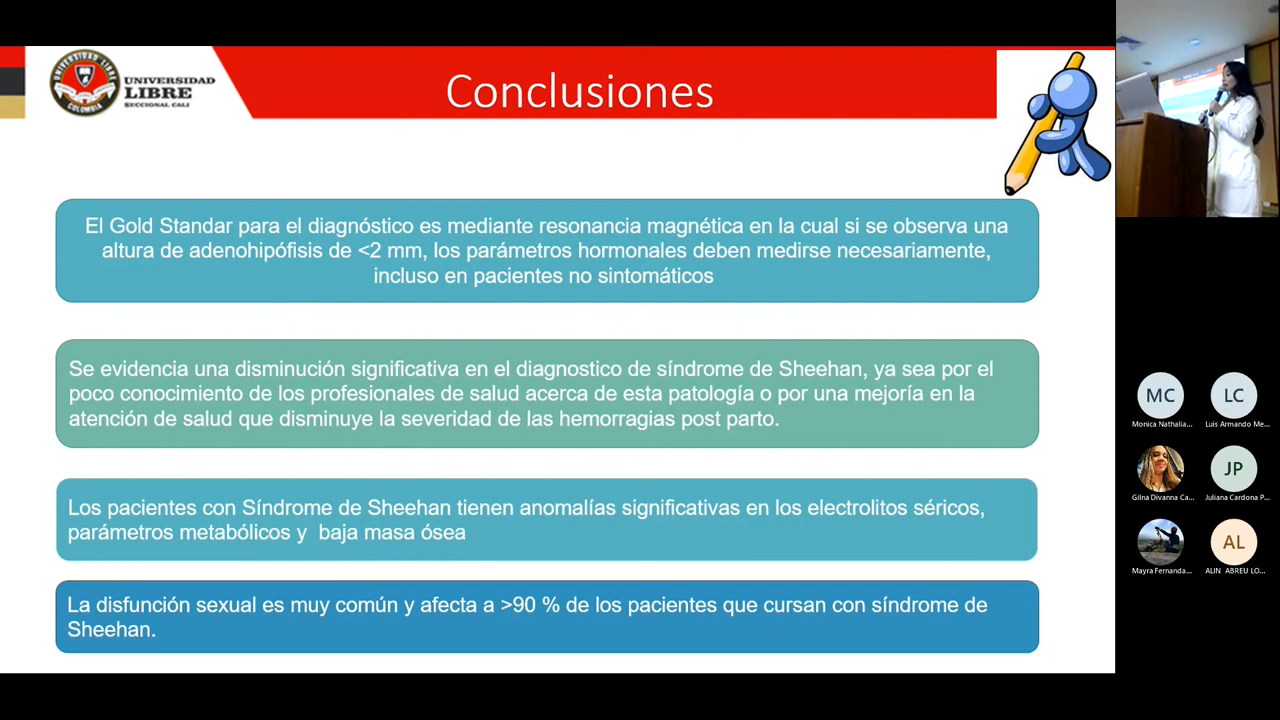 UNIVERSIDAD LIBRE
COLOMBIA
UNIVERSIDAD
LIBRE
SECCIONAL CALI
Conclusiones
El Gold Standar para el diagnóstico es mediante resonancia magnética en la cual si se observa una
altura de adenohipófisis de <2 mm, los parámetros hormonales deben medirse necesariamente,
incluso en pacientes no sintomáticos
Se evidencia una disminución significativa en el diagnostico de síndrome de Sheehan, ya sea por el
poco conocimiento de los profesionales de salud acerca de esta patología o por una mejoría en la
atención de salud que disminuye la severidad de las hemorragias post parto.
Los pacientes con Síndrome de Sheehan tienen anomalías significativas en los electrolitos séricos,
parámetros metabólicos y  baja masa ósea
La disfunción sexual es muy común y afecta a >90 % de los pacientes que cursan con síndrome de
Sheehan.
MC
LC
Monica Nathalia...
Luis Armando Me...
JP
Gilna Divanna Ca...
Juliana Cardona P...
AL
Mayra Fernanda...
ALIN ABREU LO...